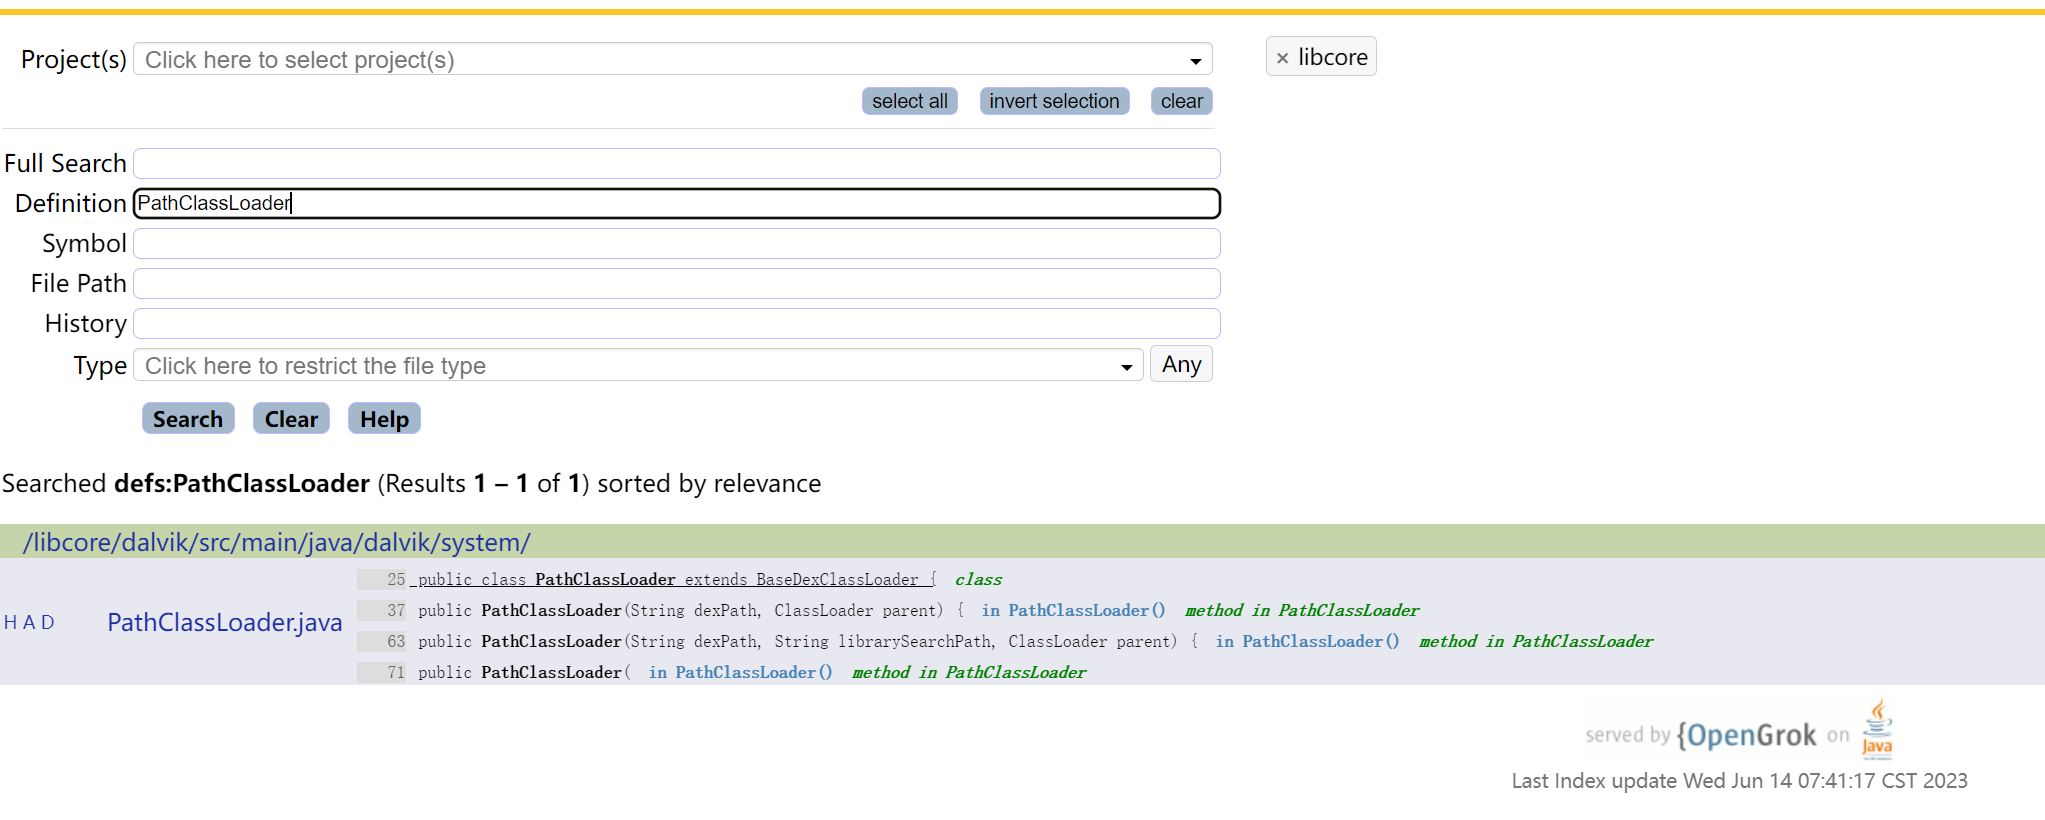 Project(s) Click here to select project(s) × libcore
select all invert selection clear
Full Search
Definition PathClassLoader
Symbol
File Path
History
Type Click here to restrict the file type Any
Search Clear Help
Searched defs:PathClassLoader (Results 1 – 1 of 1) sorted by relevance
/libcore/dalvik/src/main/java/dalvik/system/
H A D PathClassLoader.java
25 public class PathClassLoader extends BaseDexClassLoader { class
37 public PathClassLoader(String dexPath, ClassLoader parent) { in PathClassLoader() method in PathClassLoader
63 public PathClassLoader(String dexPath, String librarySearchPath, ClassLoader parent) { in PathClassLoader() method in PathClassLoader
71 public PathClassLoader( in PathClassLoader() method in PathClassLoader
served by {OpenGrok on Java
Last Index update Wed Jun 14 07:41:17 CST 2023